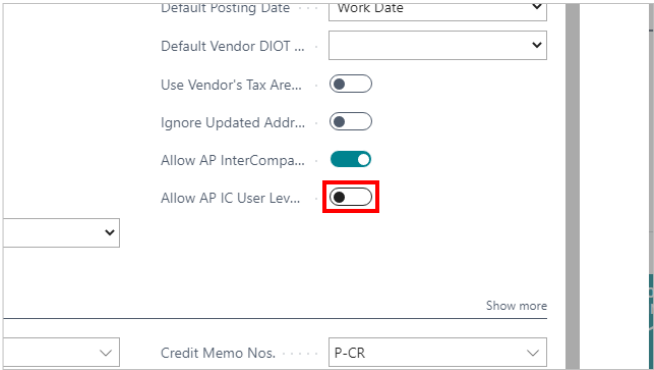 Default Posting Date · · · Work Date
Default Vendor DIOT ... ·
Use Vendor's Tax Are... ·
Ignore Updated Addr... ·
Allow AP InterCompa... ·
Allow AP IC User Lev... ·
Show more
Credit Memo Nos. · · · · · P-CR